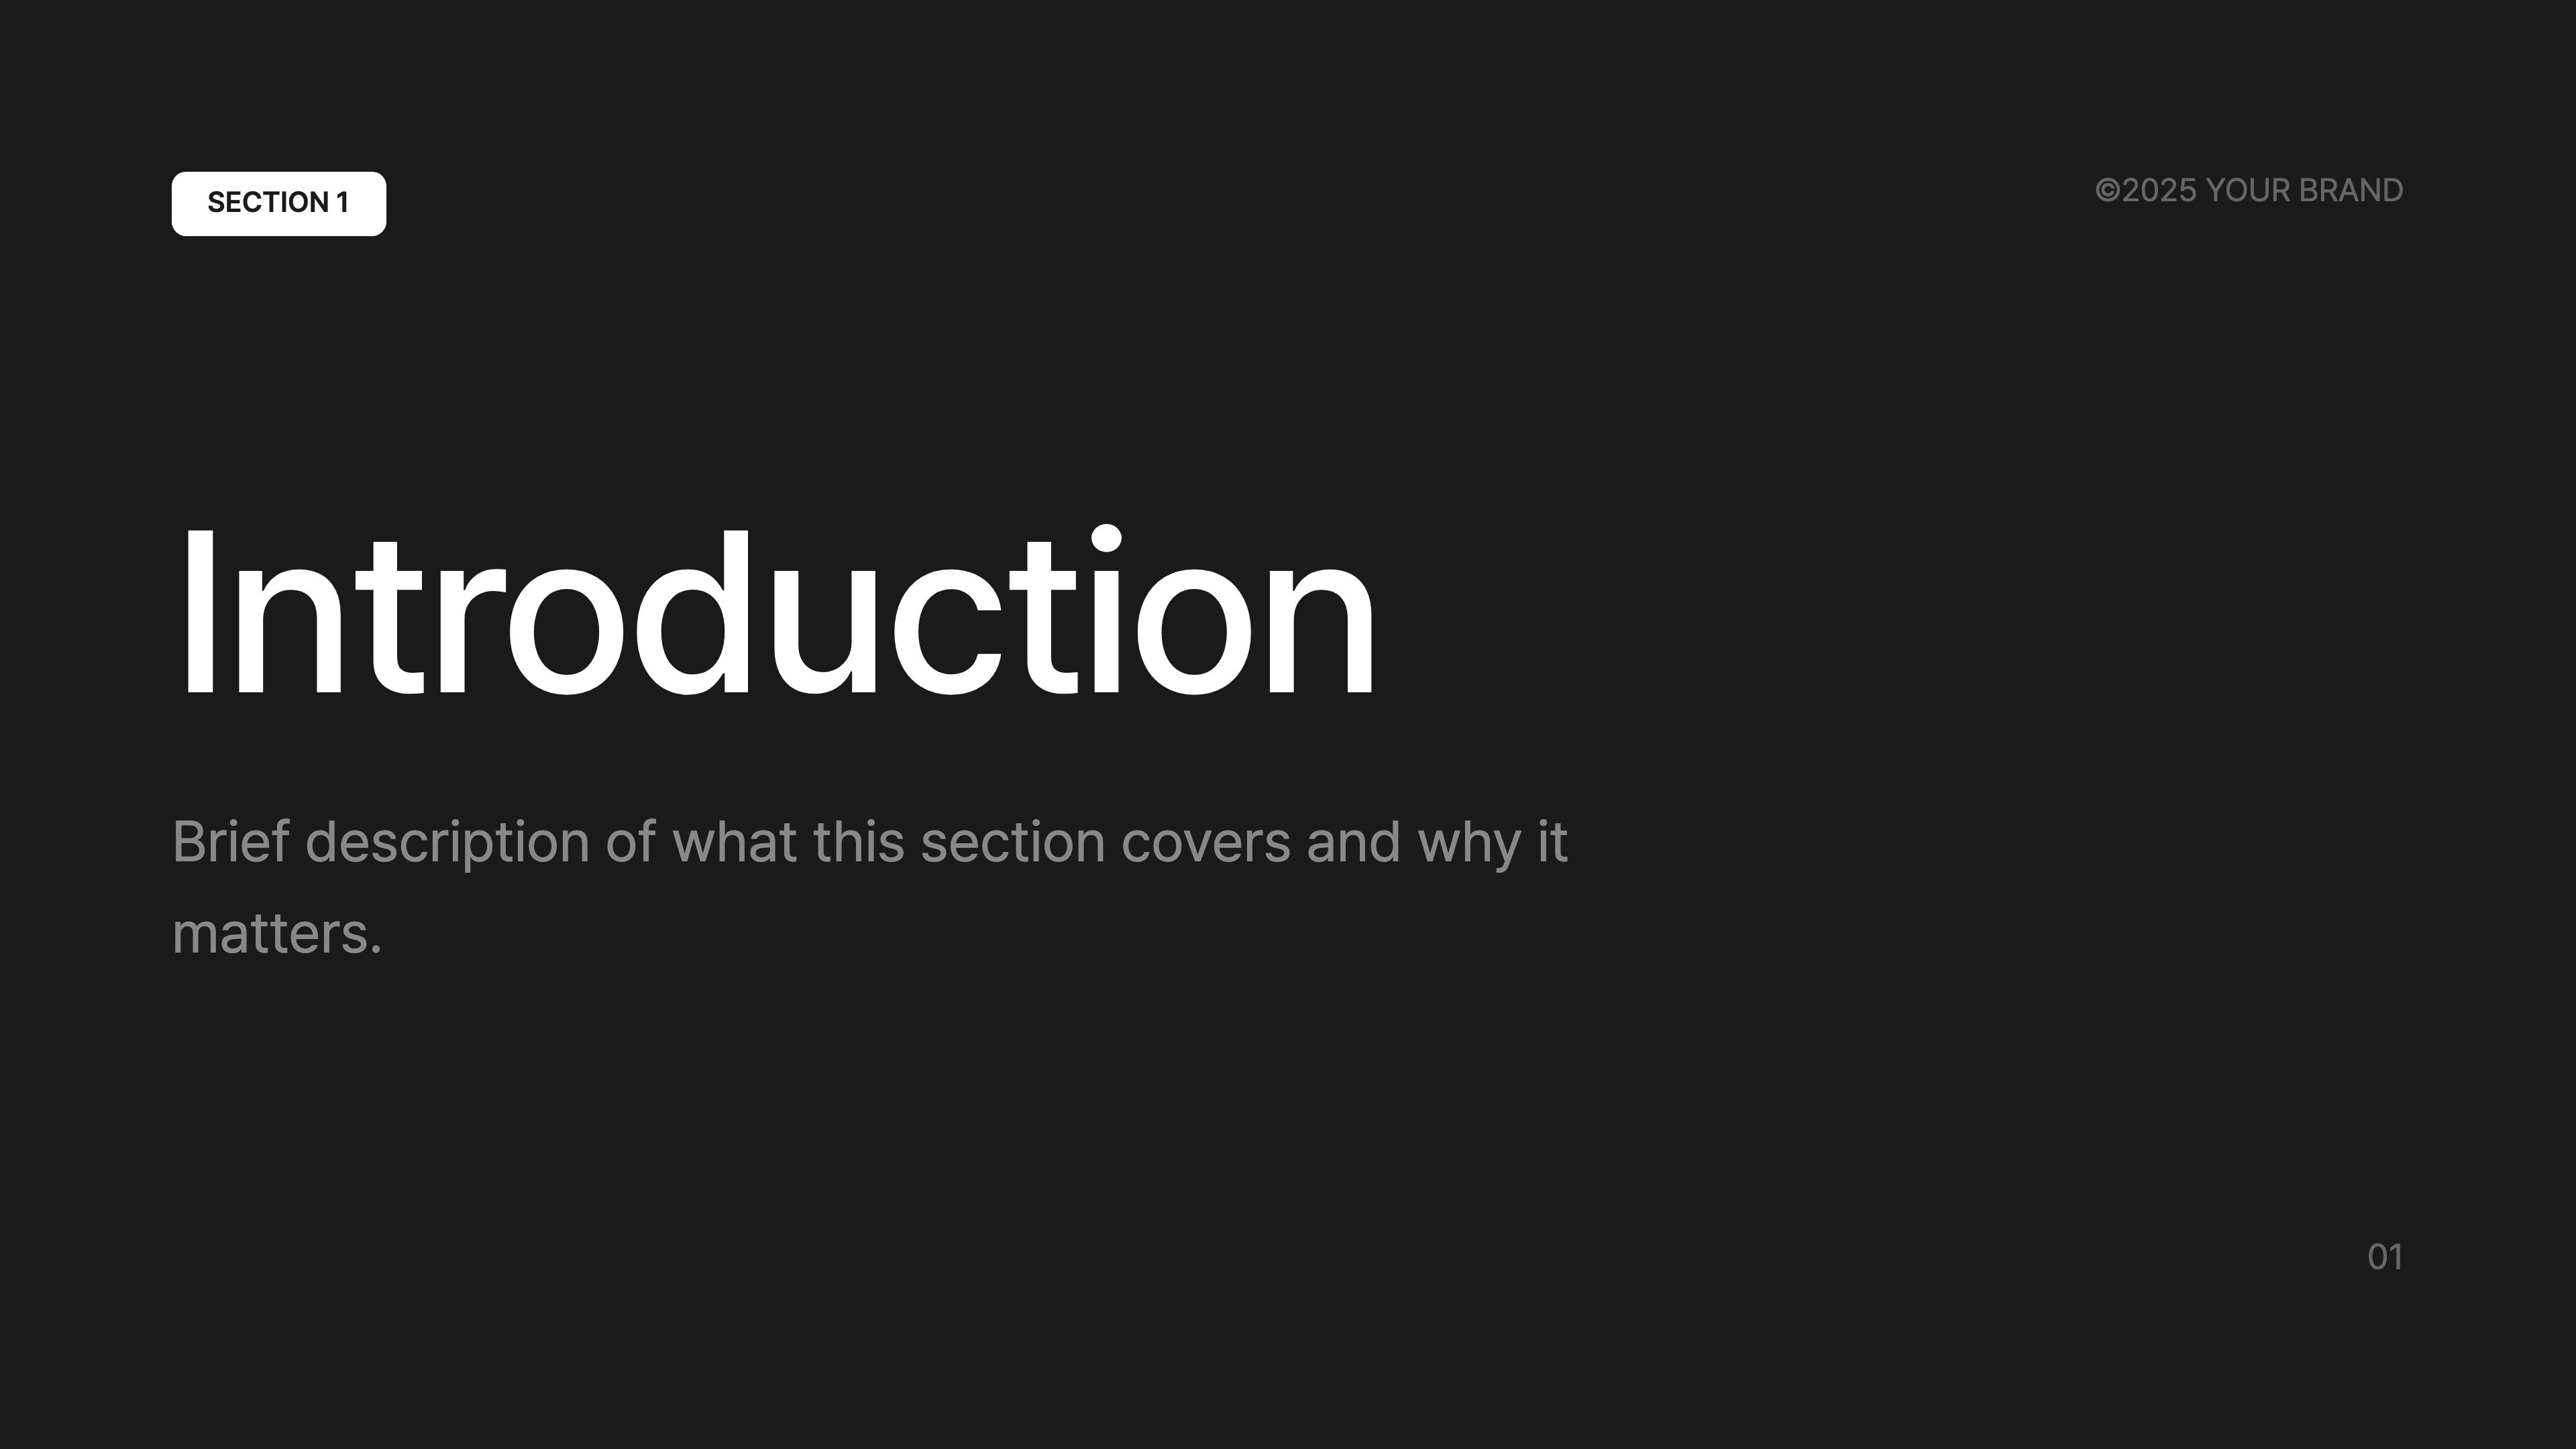 SECTION 1
©2025 YOUR BRAND
Introduction
Brief description of what this section covers and why it
matters.
01